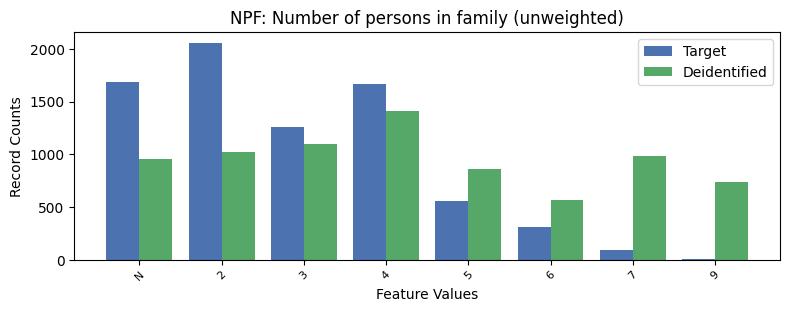 NPF: Number of persons in family (unweighted)
Target
Deidentified
Record Counts
2000
1500
1000
500
0
N 2 3 4 5 6 7 9
Feature Values